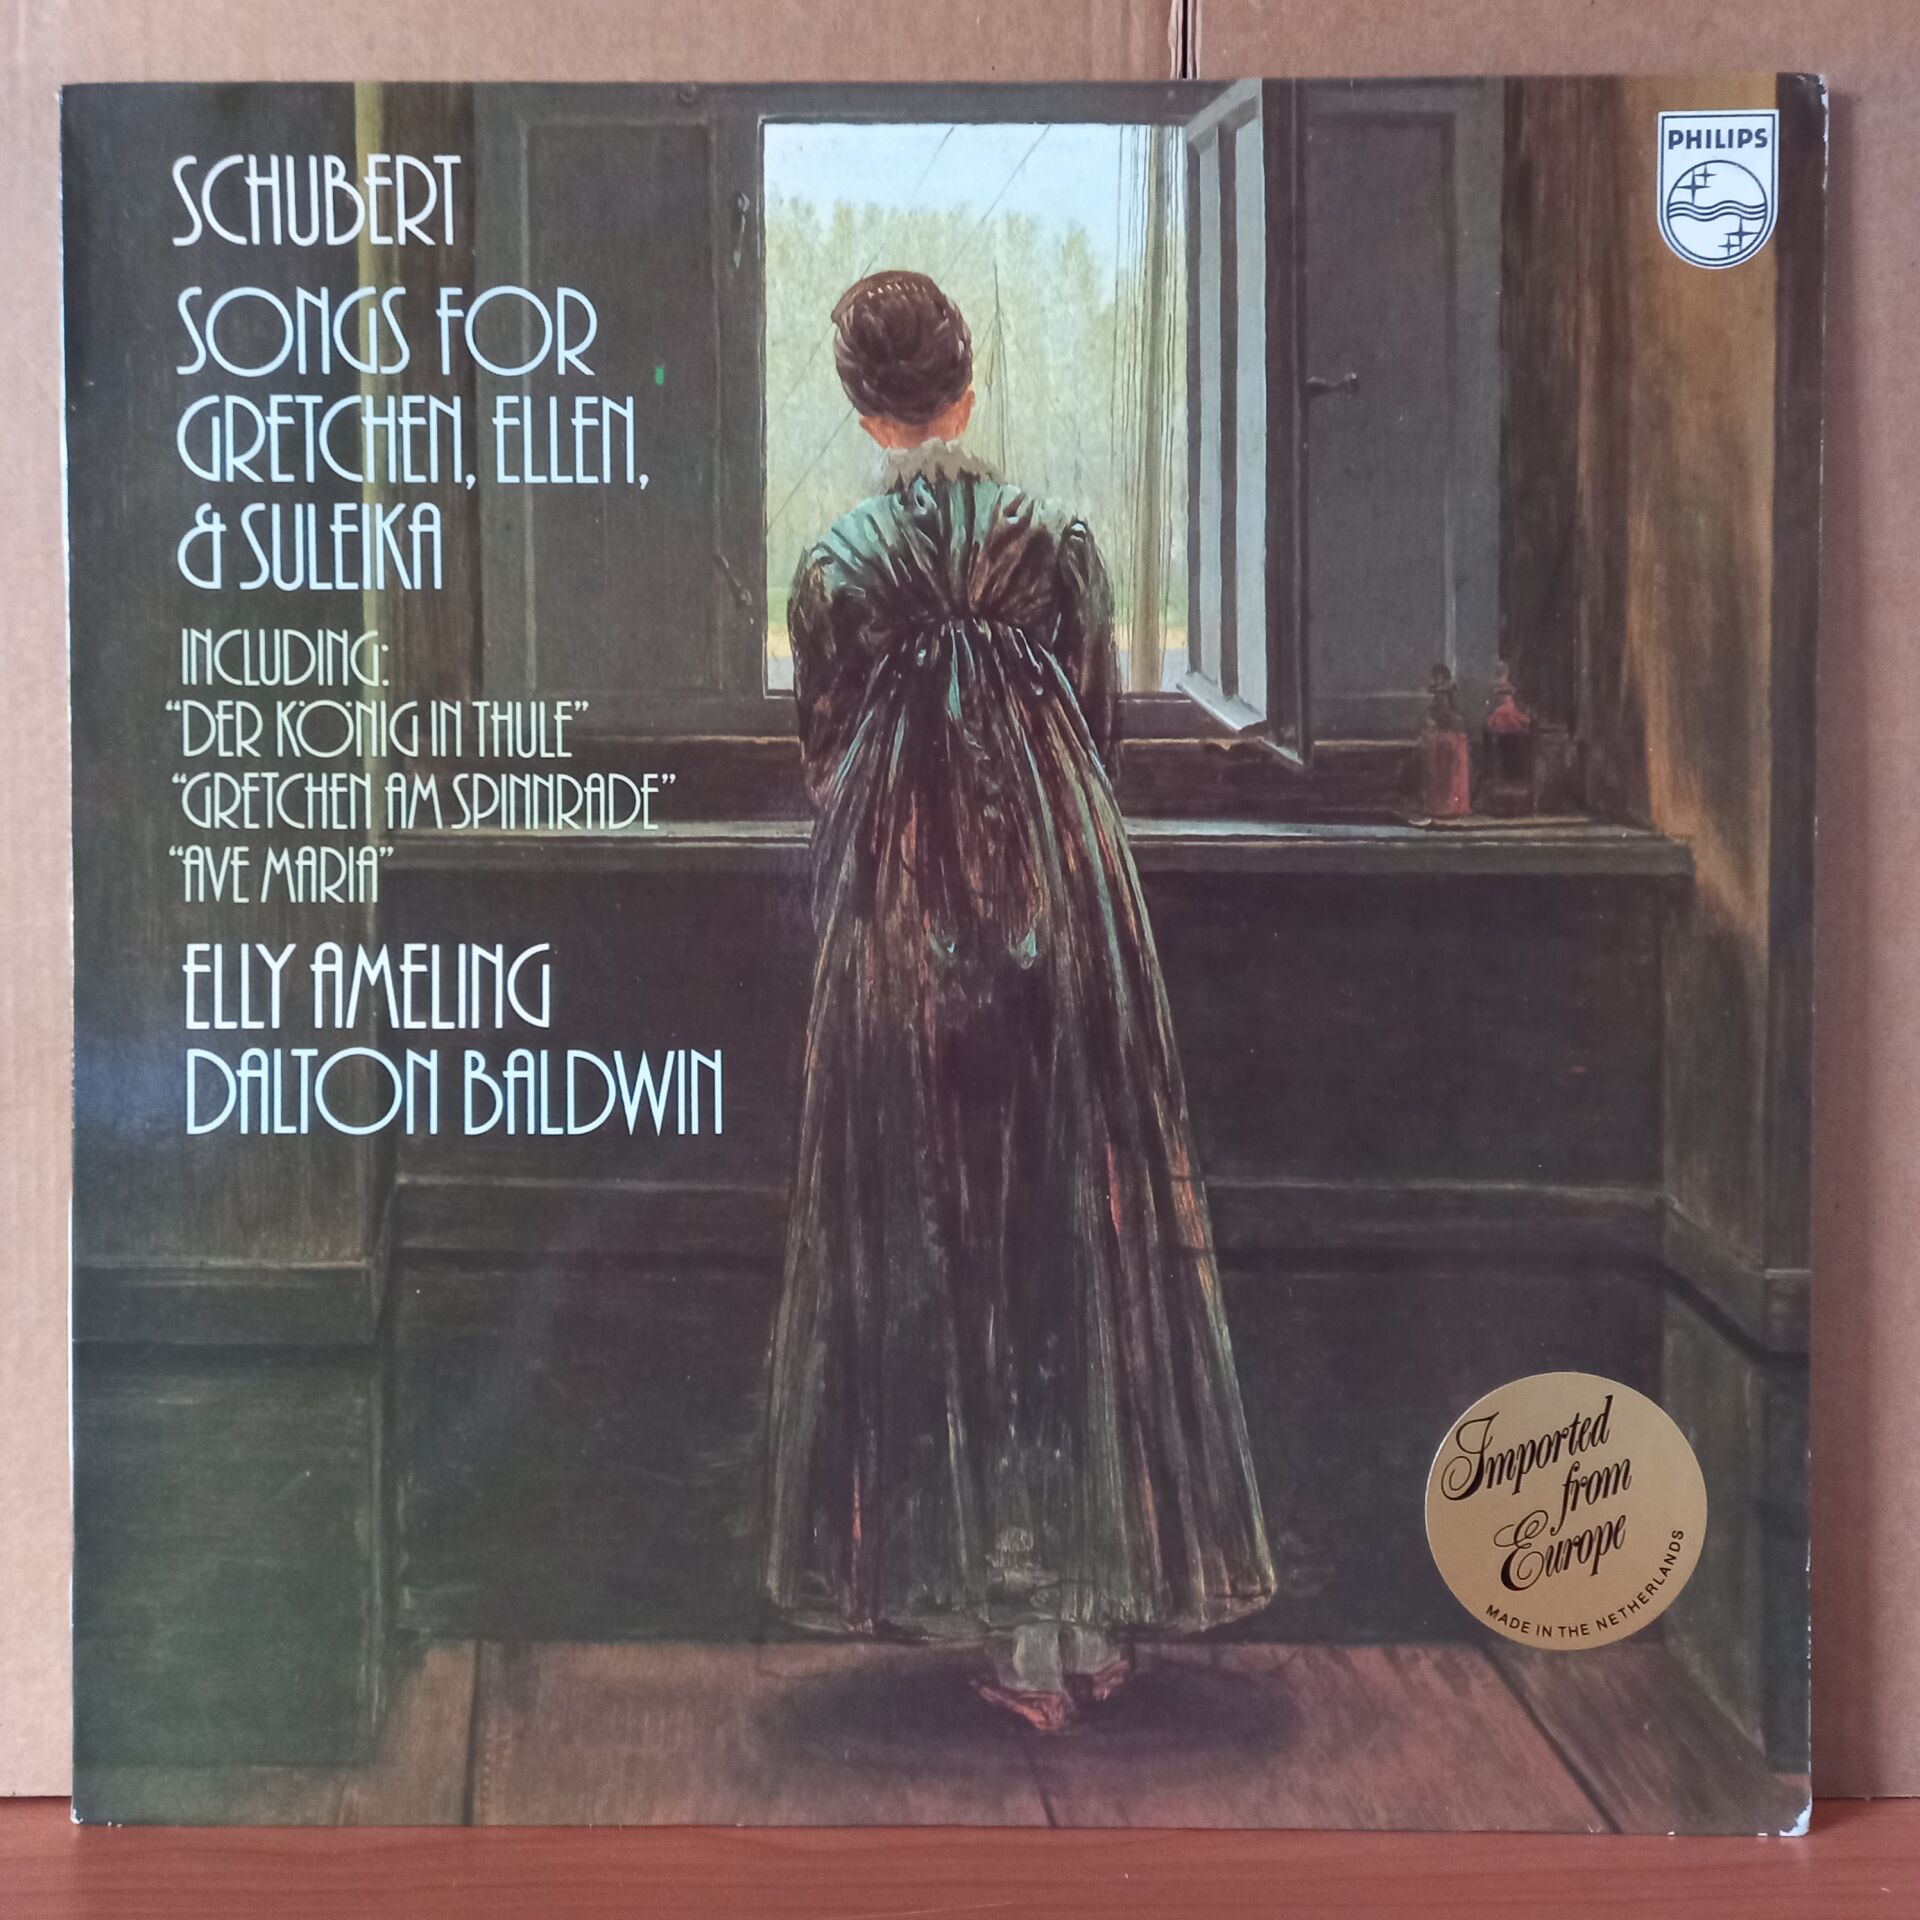 PHILIPS
SCHUBERT
SONGS FOR
GRETCHEN, ELLEN,
& SULEIKA
INCLUDING:
“DER KÖNIG IN THULE”
“GRETCHEN AM SPINNRADE”
“AVE MARIA”
ELLY AMELING
DALTON BALDWIN
Imported
from
Europe
MADE IN THE NETHERLANDS